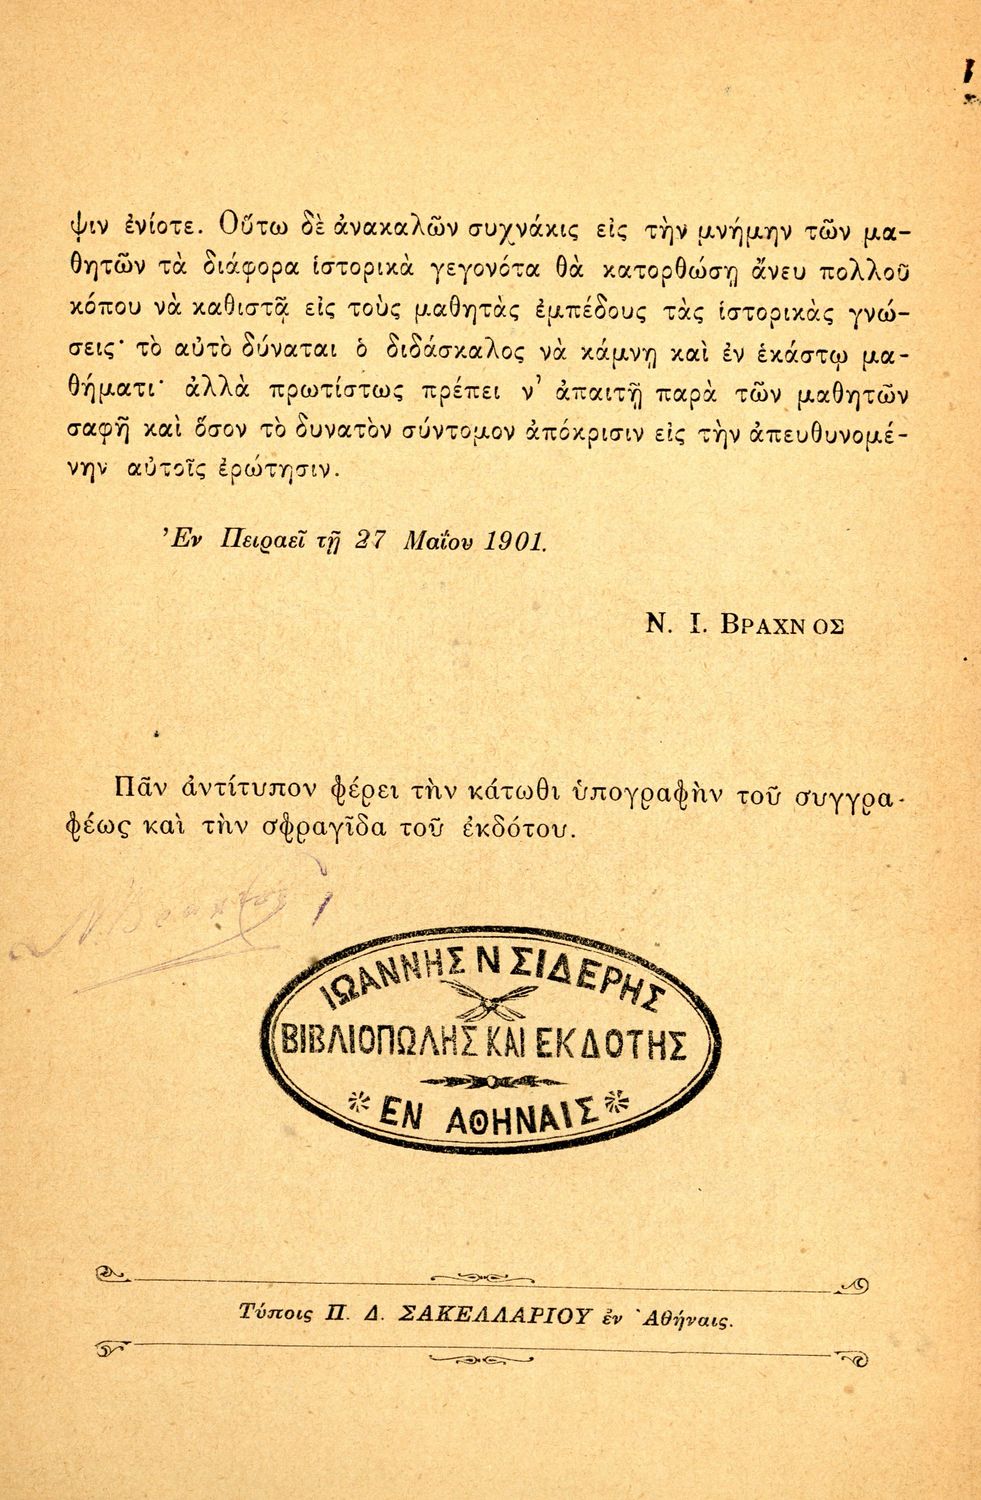 ψιν ἐνίοτε. Οὕτω δὲ ἀνακαλῶν συχνάκις εἰς τὴν μνήμην τῶν μα-
θητῶν τὰ διάφορα ἱστορικὰ γεγονότα θὰ κατορθώσῃ ἄνευ πολλοῦ
κόπου νὰ καθιστᾷ εἰς τοὺς μαθητὰς ἐμπέδους τὰς ἱστορικὰς γνώ-
σεις· τὸ αὐτὸ δύναται ὁ διδάσκαλος νὰ κάμνῃ καὶ ἐν ἑκάστῳ μα-
θήματι· ἀλλὰ πρωτίστως πρέπει ν' ἀπαιτῇ παρὰ τῶν μαθητῶν
σαφῆ καὶ ὅσον τὸ δυνατὸν σύντομον ἀπόκρισιν εἰς τὴν ἀπευθυνομέ-
νην αὐτοῖς ἐρώτησιν.
Ἐν Πειραεῖ τῇ 27 Μαΐου 1901.
Ν. Ι. ΒΡΑΧΝΟΣ
Πᾶν ἀντίτυπον φέρει τὴν κάτωθι ὑπογραφὴν τοῦ συγγρα-
φέως καὶ τὴν σφραγῖδα τοῦ ἐκδότου.
Ν. Βραχνος
ΙΩΑΝΝΗΣ Ν ΣΙΔΕΡΗΣ
ΒΙΒΛΙΟΠΩΛΗΣ ΚΑΙ ΕΚΔΟΤΗΣ
ΕΝ ΑΘΗΝΑΙΣ
Τύποις Π. Δ. ΣΑΚΕΛΛΑΡΙΟΥ ἐν Ἀθήναις.